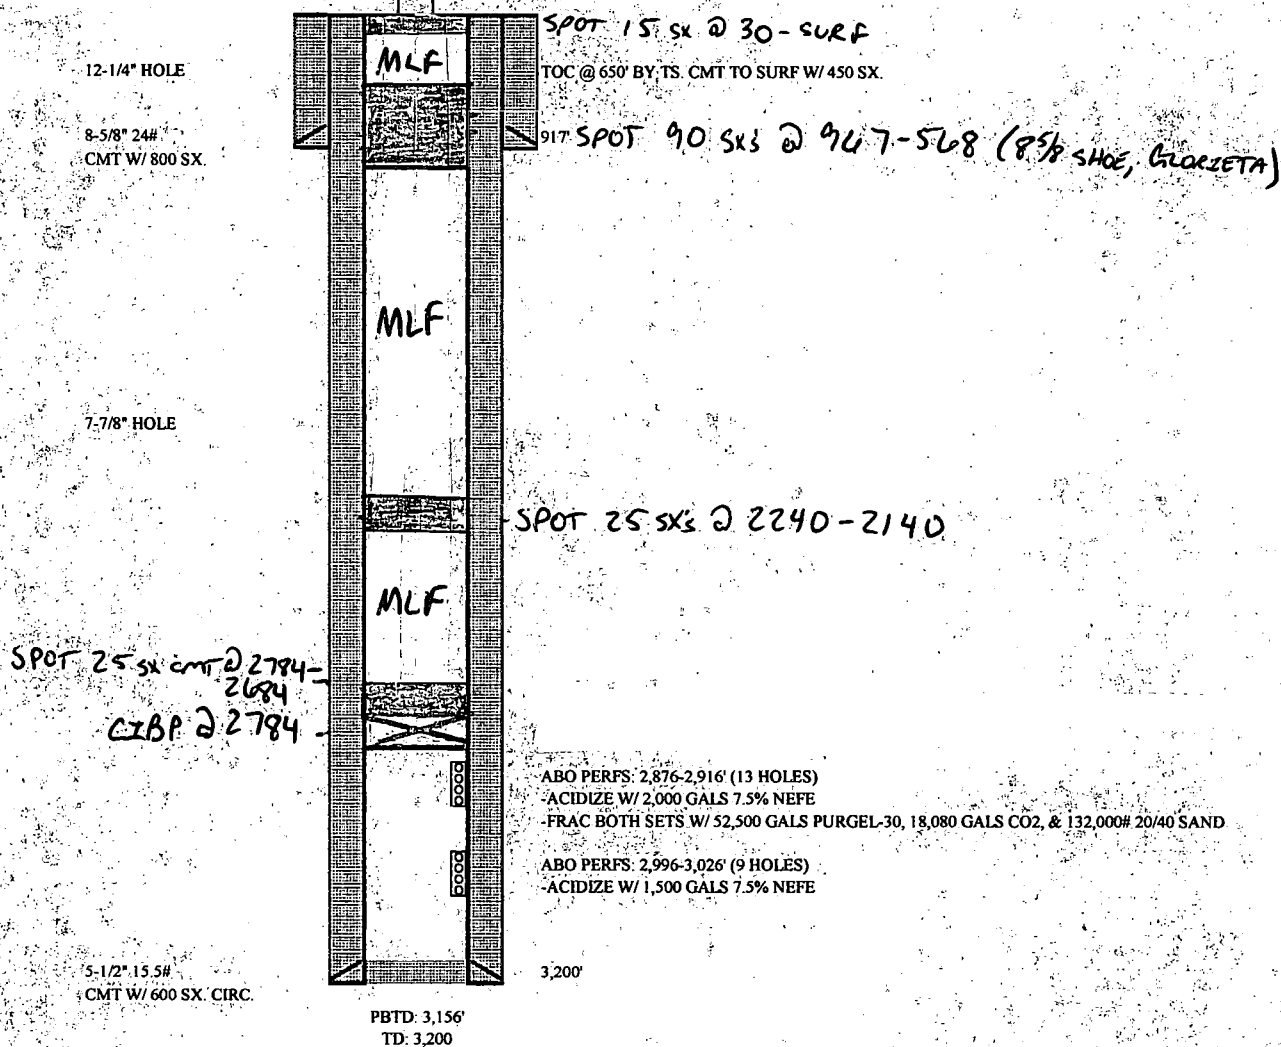 SPOT 15 SX @ 30-SURF
MLF
12-1/4" HOLE
TOC @ 650' BY TS. CMT TO SURF W/ 450 SX.
8-5/8" 24#
CMT W/ 800 SX.
917' SPOT 90 SX's @ 967-568 (8 5/8 SHOE, GLORIETA)
MLF
7-7/8" HOLE
SPOT 25 SX's @ 2240-2140
MLF
SPOT 25 SX CMT @ 2784-
2684
CIBP @ 2784
ABO PERFS: 2,876-2,916' (13 HOLES)
-ACIDIZE W/ 2,000 GALS 7.5% NEFE
-FRAC BOTH SETS W/ 52,500 GALS PURGEL-30, 18,080 GALS CO2, & 132,000# 20/40 SAND
ABO PERFS: 2,996-3,026' (9 HOLES)
-ACIDIZE W/ 1,500 GALS 7.5% NEFE
5-1/2" 15.5#
CMT W/ 600 SX. CIRC.
3,200'
PBTD: 3,156'
TD: 3,200